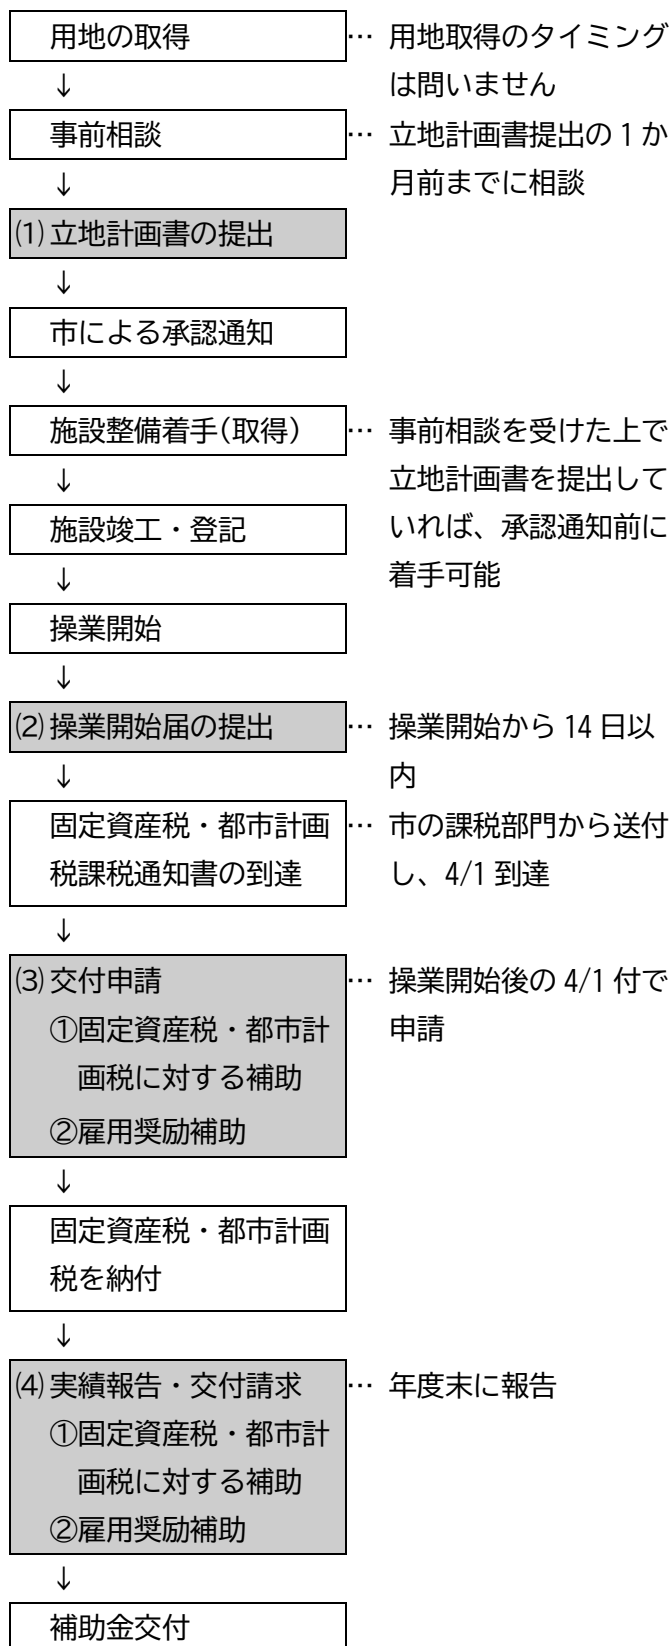 用地の取得 … 用地取得のタイミング
↓ は問いません
事前相談 … 立地計画書提出の1か
↓ 月前までに相談
⑴ 立地計画書の提出
↓
市による承認通知
↓
施設整備着手(取得) … 事前相談を受けた上で
↓ 立地計画書を提出して
施設竣工・登記 いれば、承認通知前に
↓ 着手可能
操業開始
↓
⑵ 操業開始届の提出 … 操業開始から 14 日以
↓ 内
固定資産税・都市計画 … 市の課税部門から送付
税課税通知書の到達 し、4/1 到達
↓
⑶ 交付申請 … 操業開始後の 4/1 付で
①固定資産税・都市計 申請
画税に対する補助
②雇用奨励補助
↓
固定資産税・都市計画
税を納付
↓
⑷ 実績報告・交付請求 … 年度末に報告
①固定資産税・都市計
画税に対する補助
②雇用奨励補助
↓
補助金交付